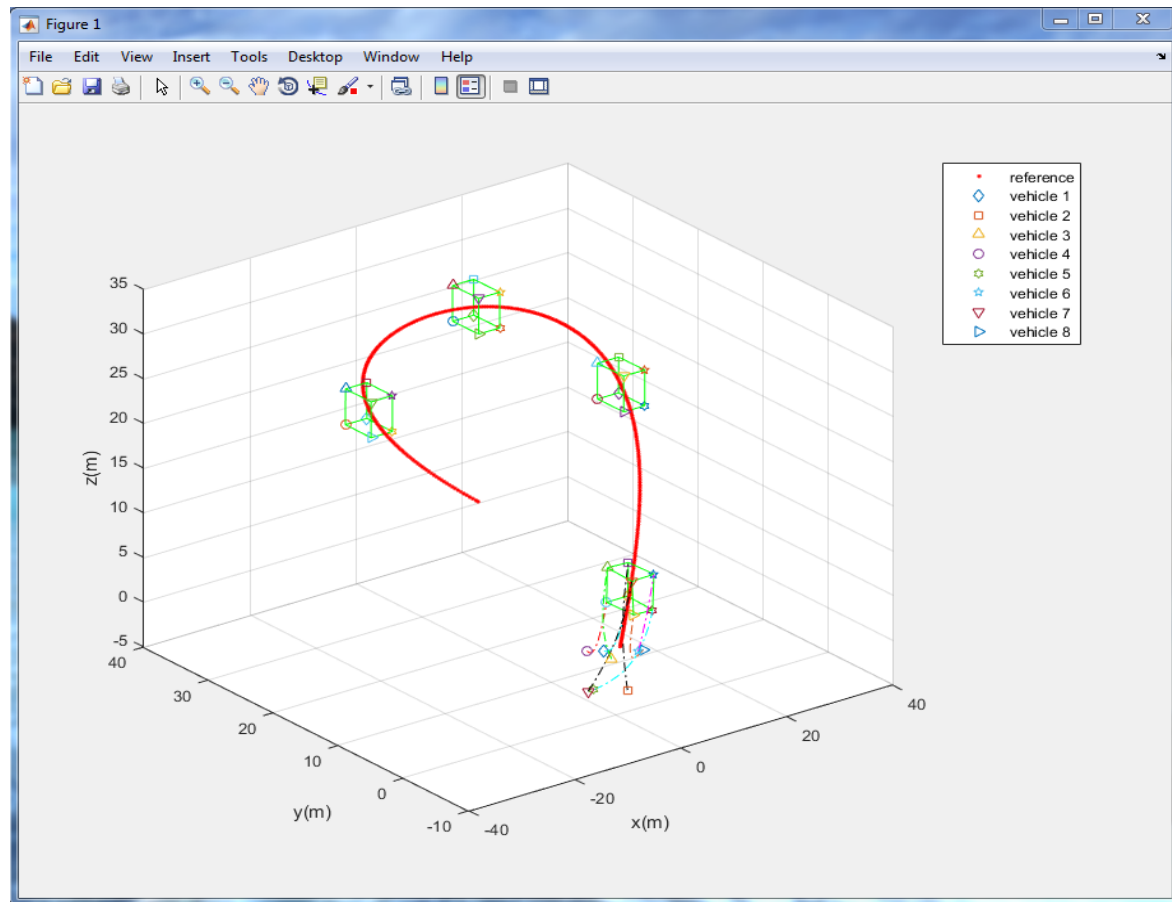 Figure 1
File Edit View Insert Tools Desktop Window Help
reference
vehicle 1
vehicle 2
vehicle 3
vehicle 4
vehicle 5
vehicle 6
vehicle 7
vehicle 8
35
30
25
20
15
10
5
0
-5
z(m)
40
30
20
10
0
-10
y(m)
-40
-20
0
20
40
x(m)